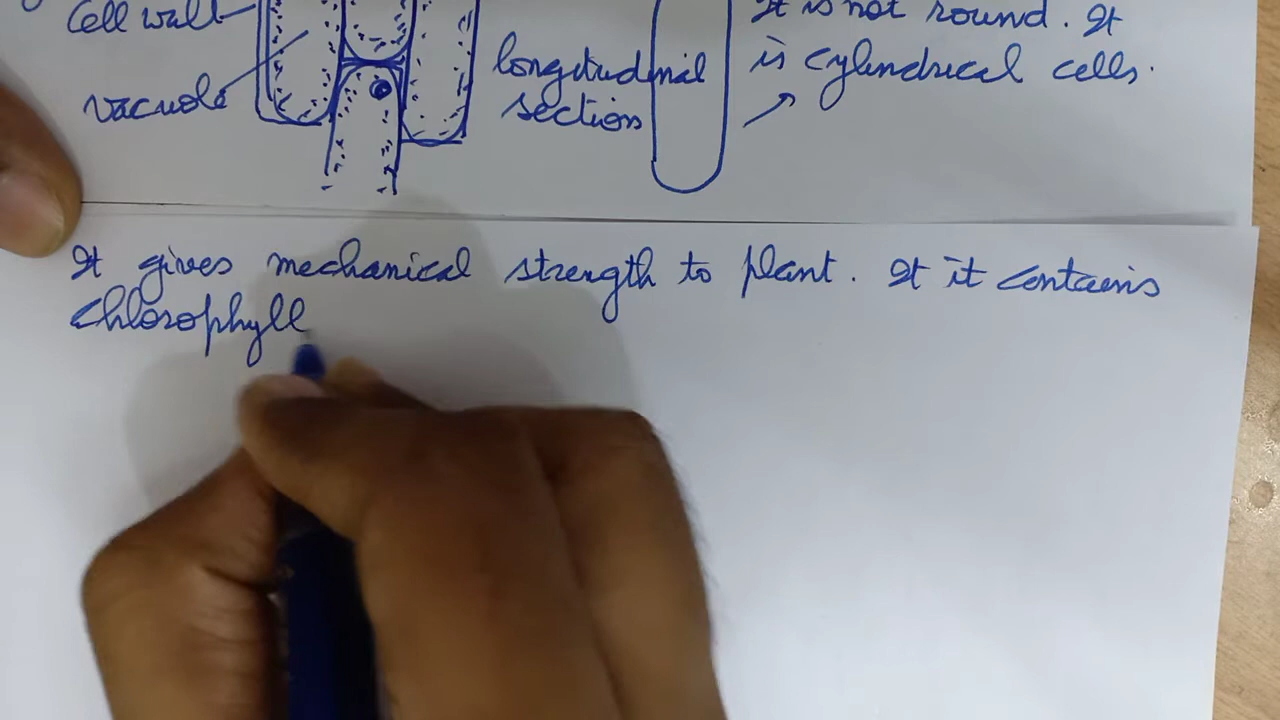 Cell wall
vacuole
longitudinal
section
It is not round. It
is cylindrical cells.
It gives mechanical strength to plant. It it contains
chlorophyll